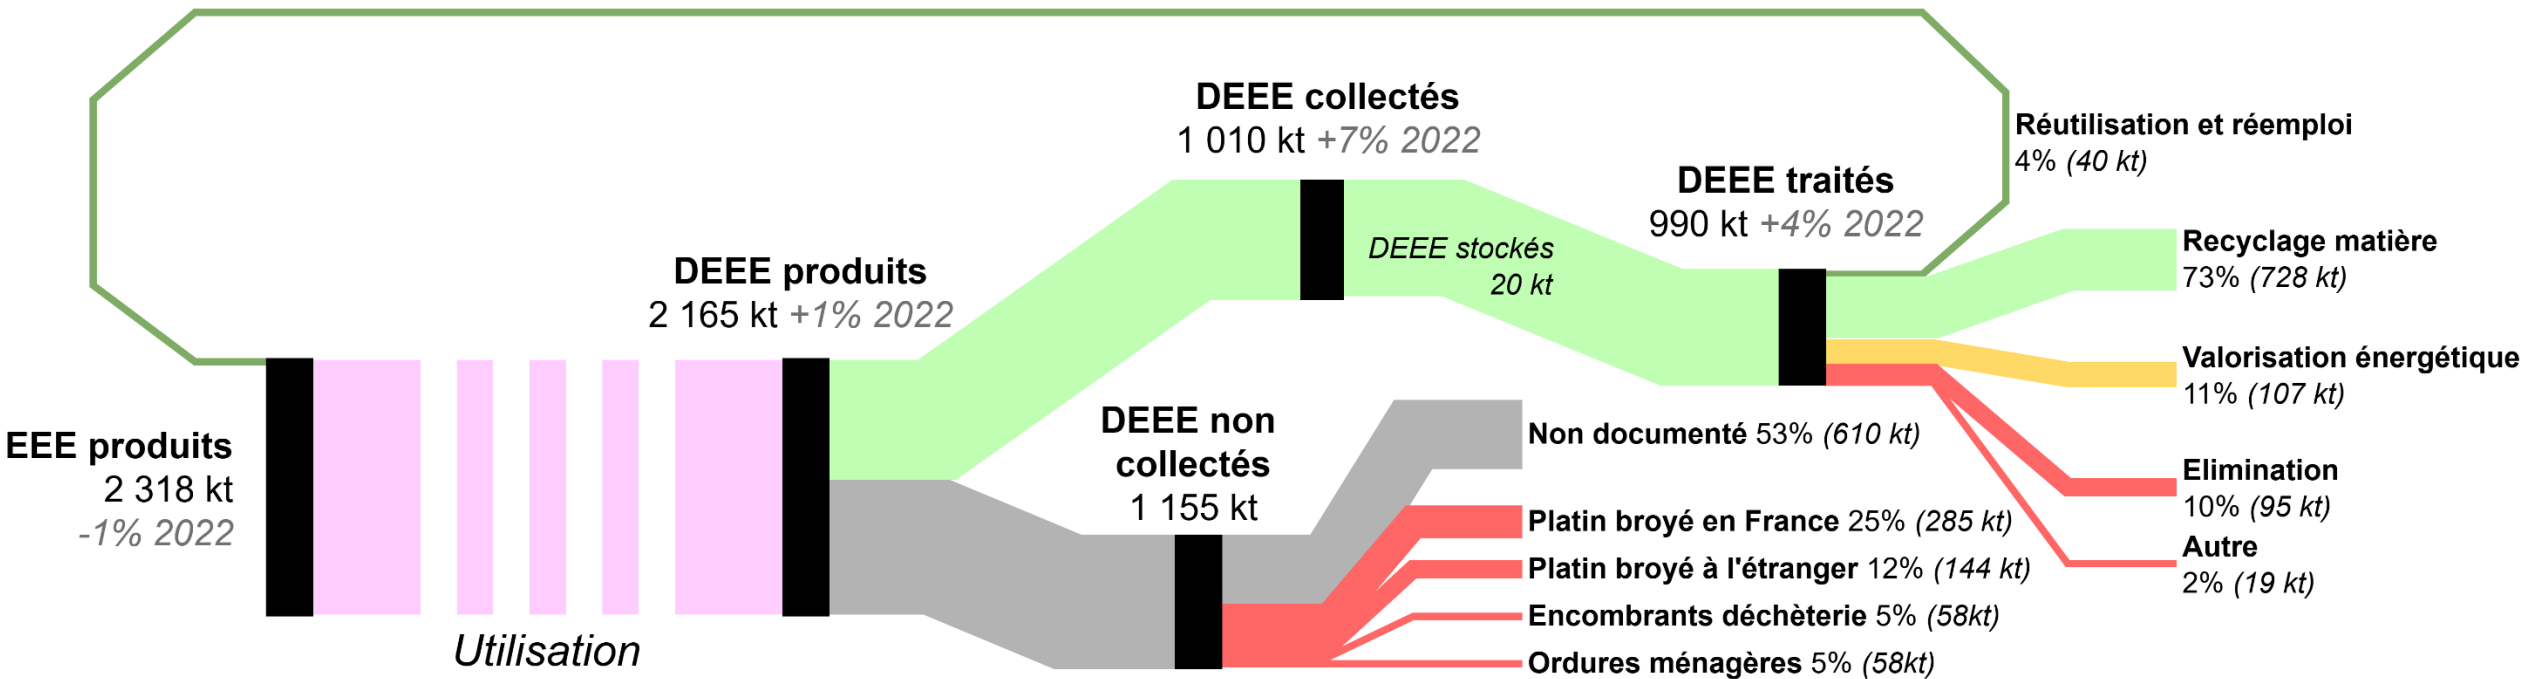 EEE produits
2 318 kt
-1% 2022
Utilisation
DEEE produits
2 165 kt +1% 2022
DEEE collectés
1 010 kt +7% 2022
DEEE stockés
20 kt
DEEE non
collectés
1 155 kt
Non documenté 53% (610 kt)
Platin broyé en France 25% (285 kt)
Platin broyé à l'étranger 12% (144 kt)
Encombrants déchèterie 5% (58kt)
Ordures ménagères 5% (58kt)
DEEE traités
990 kt +4% 2022
Réutilisation et réemploi
4% (40 kt)
Recyclage matière
73% (728 kt)
Valorisation énergétique
11% (107 kt)
Elimination
10% (95 kt)
Autre
2% (19 kt)